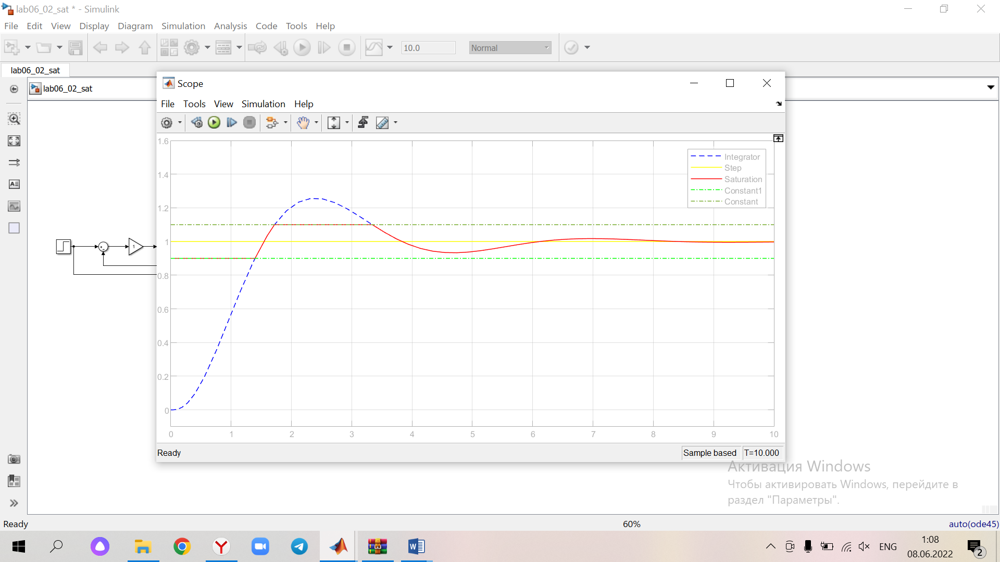 lab06_02_sat * - Simulink
File Edit View Display Diagram Simulation Analysis Code Tools Help
10.0
Normal
lab06_02_sat
lab06_02_sat
Scope
File Tools View Simulation Help
1.6
1.4
1.2
1
0.8
0.6
0.4
0.2
0
0 1 2 3 4 5 6 7 8 9 10
Integrator
Step
Saturation
Constant1
Constant
1
Ready
Sample based
T=10.000
Активация Windows
Чтобы активировать Windows, перейдите в
раздел "Параметры".
Ready
60%
auto(ode45)
ENG
1:08
08.06.2022
2